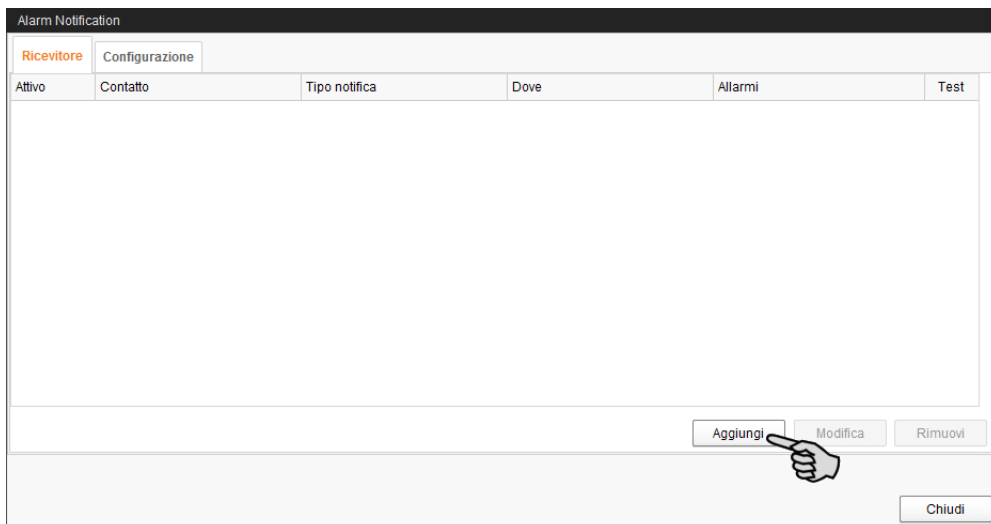 Alarm Notification
Ricevitore Configurazione
Attivo Contatto Tipo notifica Dove Allarmi Test
Aggiungi Modifica Rimuovi
Chiudi